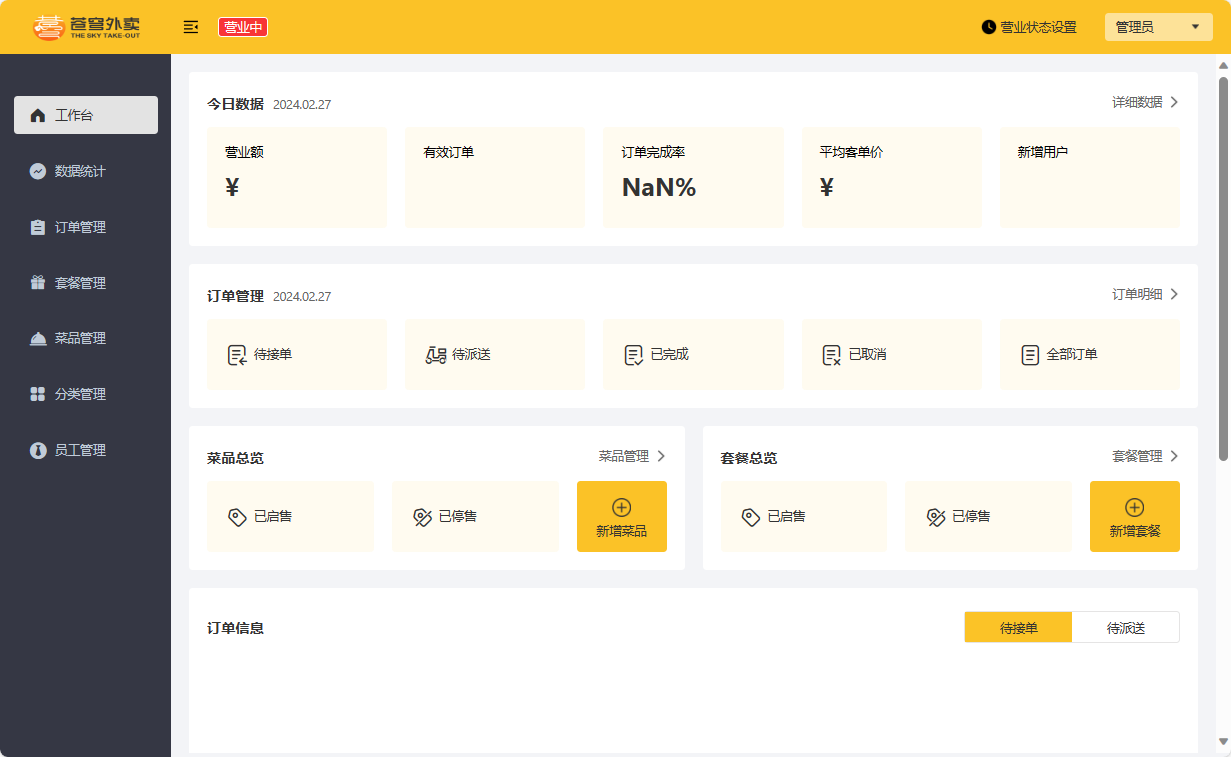 苍穹外卖
THE SKY TAKE-OUT
营业中
营业状态设置
管理员
工作台
数据统计
订单管理
套餐管理
菜品管理
分类管理
员工管理
今日数据 2024.02.27
详细数据
营业额
¥
有效订单
订单完成率
NaN%
平均客单价
¥
新增用户
订单管理 2024.02.27
订单明细
待接单
待派送
已完成
已取消
全部订单
菜品总览
菜品管理
已启售
已停售
新增菜品
套餐总览
套餐管理
已启售
已停售
新增套餐
订单信息
待接单
待派送